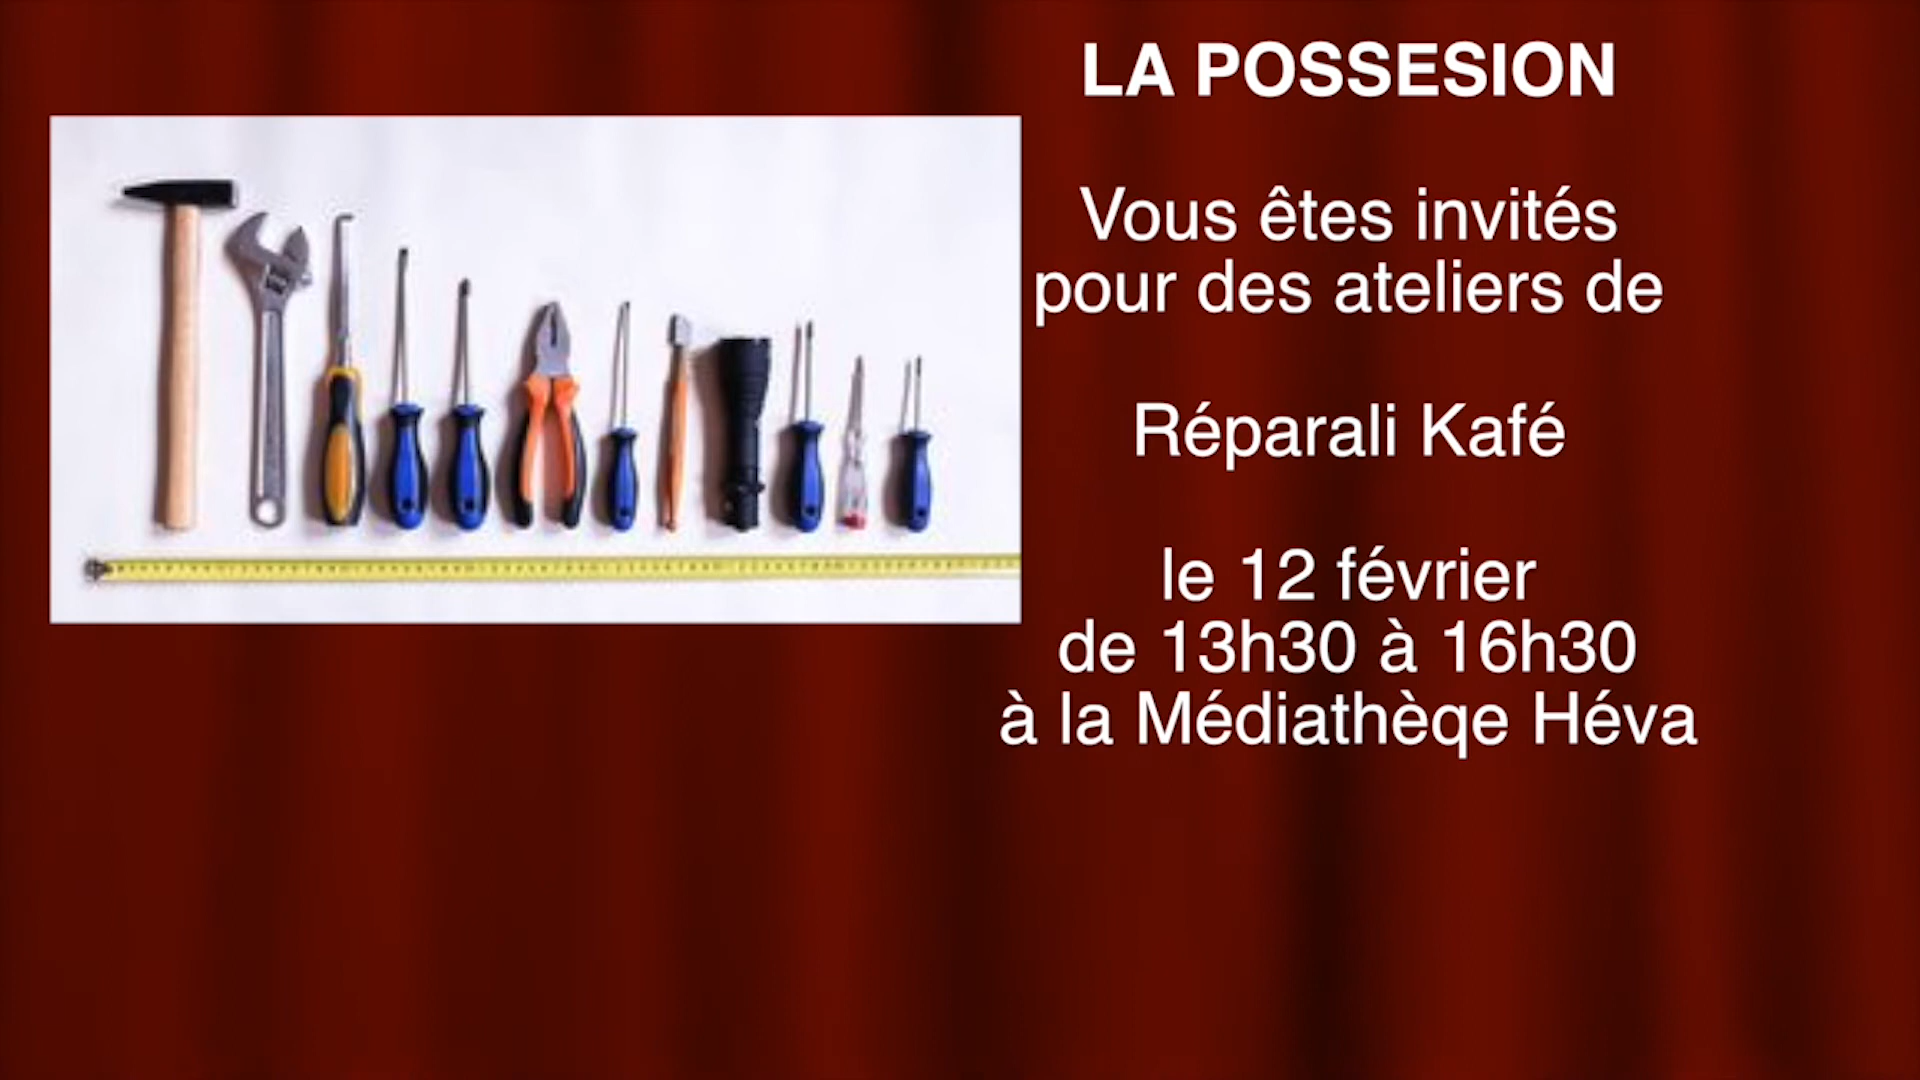 LA POSSESION
Vous êtes invités
pour des ateliers de
Réparali Kafé
le 12 février
de 13h30 à 16h30
à la Médiathèqe Héva